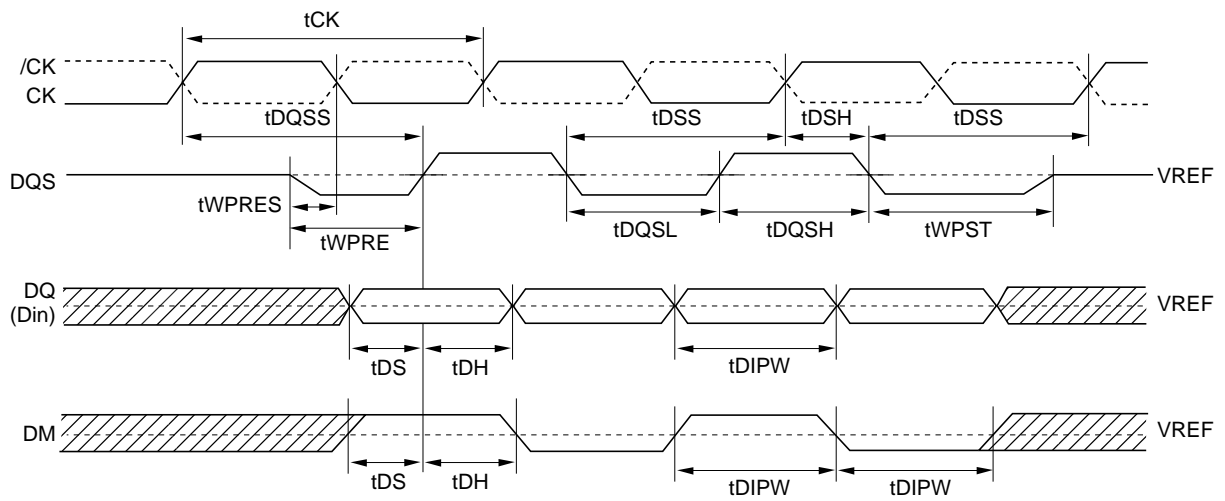 tCK
/CK
CK
tDQSS tDSS tDSH tDSS
DQS VREF
tWPRES
tDQSL tDQSH tWPST
tWPRE
DQ
(Din) VREF
tDS tDH tDIPW
DM VREF
tDS tDH tDIPW tDIPW